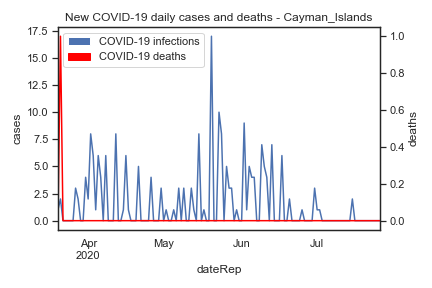 New COVID-19 daily cases and deaths - Cayman_Islands
COVID-19 infections
COVID-19 deaths
17.5
15.0
12.5
10.0
7.5
5.0
2.5
0.0
cases
1.0
0.8
0.6
0.4
0.2
0.0
deaths
Apr
2020
May
Jun
Jul
dateRep